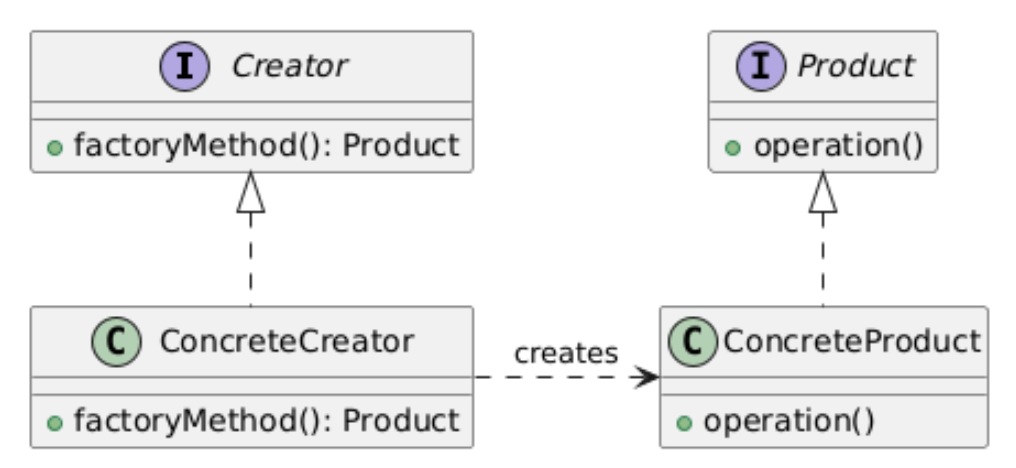 I Creator
+ factoryMethod(): Product
I Product
+ operation()
C ConcreteCreator
+ factoryMethod(): Product
creates
C ConcreteProduct
+ operation()